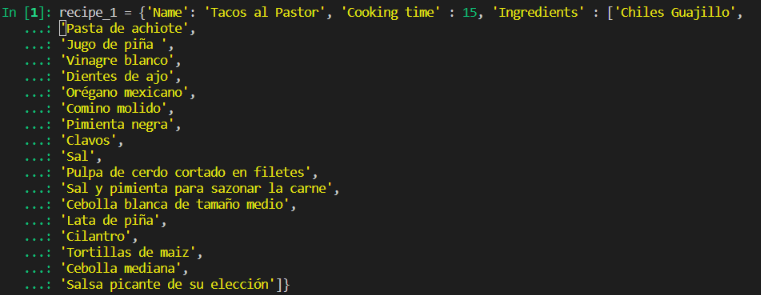 In [1]: recipe_1 = {'Name': 'Tacos al Pastor', 'Cooking time' : 15, 'Ingredients' : ['Chiles Guajillo',
...: 'Pasta de achiote',
...: 'Jugo de piña ',
...: 'Vinagre blanco',
...: 'Dientes de ajo',
...: 'Orégano mexicano',
...: 'Comino molido',
...: 'Pimienta negra',
...: 'Clavos',
...: 'Sal',
...: 'Pulpa de cerdo cortado en filetes',
...: 'Sal y pimienta para sazonar la carne',
...: 'Cebolla blanca de tamaño medio',
...: 'Lata de piña',
...: 'Cilantro',
...: 'Tortillas de maiz',
...: 'Cebolla mediana',
...: 'Salsa picante de su elección']}